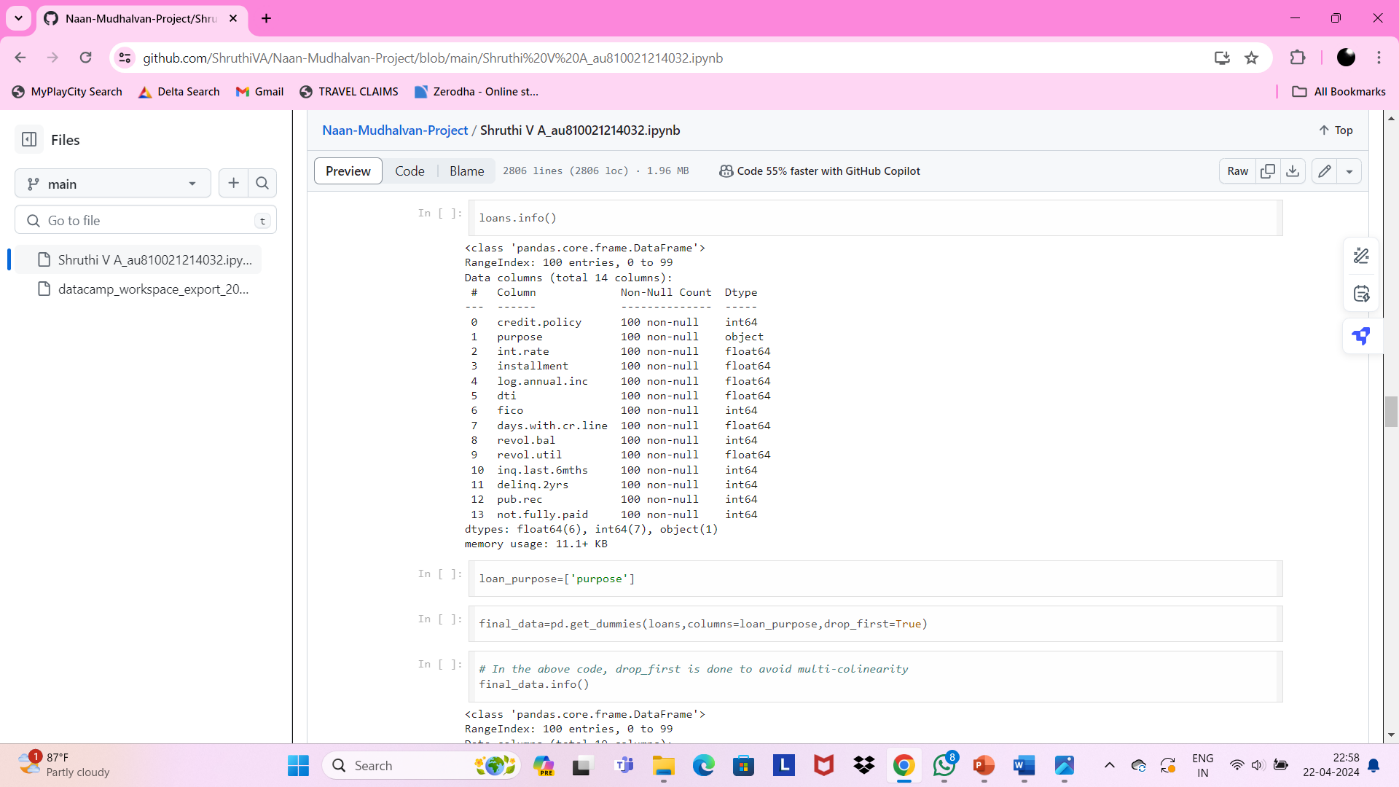 Naan-Mudhalvan-Project/Shru
github.com/ShruthiVA/Naan-Mudhalvan-Project/blob/main/Shruthi%20V%20A_au810021214032.ipynb
MyPlayCity Search Delta Search Gmail TRAVEL CLAIMS Zerodha - Online st... All Bookmarks
Files
main
Go to file t
Shruthi V A_au810021214032.ipy...
datacamp_workspace_export_20...
Naan-Mudhalvan-Project / Shruthi V A_au810021214032.ipynb Top
Preview Code Blame 2806 lines (2806 loc) · 1.96 MB Code 55% faster with GitHub Copilot Raw
In [ ]: loans.info()
<class 'pandas.core.frame.DataFrame'>
RangeIndex: 100 entries, 0 to 99
Data columns (total 14 columns):
 #   Column             Non-Null Count  Dtype
---  ------             --------------  -----
 0   credit.policy      100 non-null    int64
 1   purpose            100 non-null    object
 2   int.rate           100 non-null    float64
 3   installment        100 non-null    float64
 4   log.annual.inc     100 non-null    float64
 5   dti                100 non-null    float64
 6   fico               100 non-null    int64
 7   days.with.cr.line  100 non-null    float64
 8   revol.bal          100 non-null    int64
 9   revol.util         100 non-null    float64
 10  inq.last.6mths     100 non-null    int64
 11  delinq.2yrs        100 non-null    int64
 12  pub.rec            100 non-null    int64
 13  not.fully.paid     100 non-null    int64
dtypes: float64(6), int64(7), object(1)
memory usage: 11.1+ KB
In [ ]: loan_purpose=['purpose']
In [ ]: final_data=pd.get_dummies(loans,columns=loan_purpose,drop_first=True)
In [ ]: # In the above code, drop_first is done to avoid multi-colinearity
final_data.info()
<class 'pandas.core.frame.DataFrame'>
RangeIndex: 100 entries, 0 to 99
1 87°F
Partly cloudy
Search
PRE
L
8
ENG
IN
22:58
22-04-2024